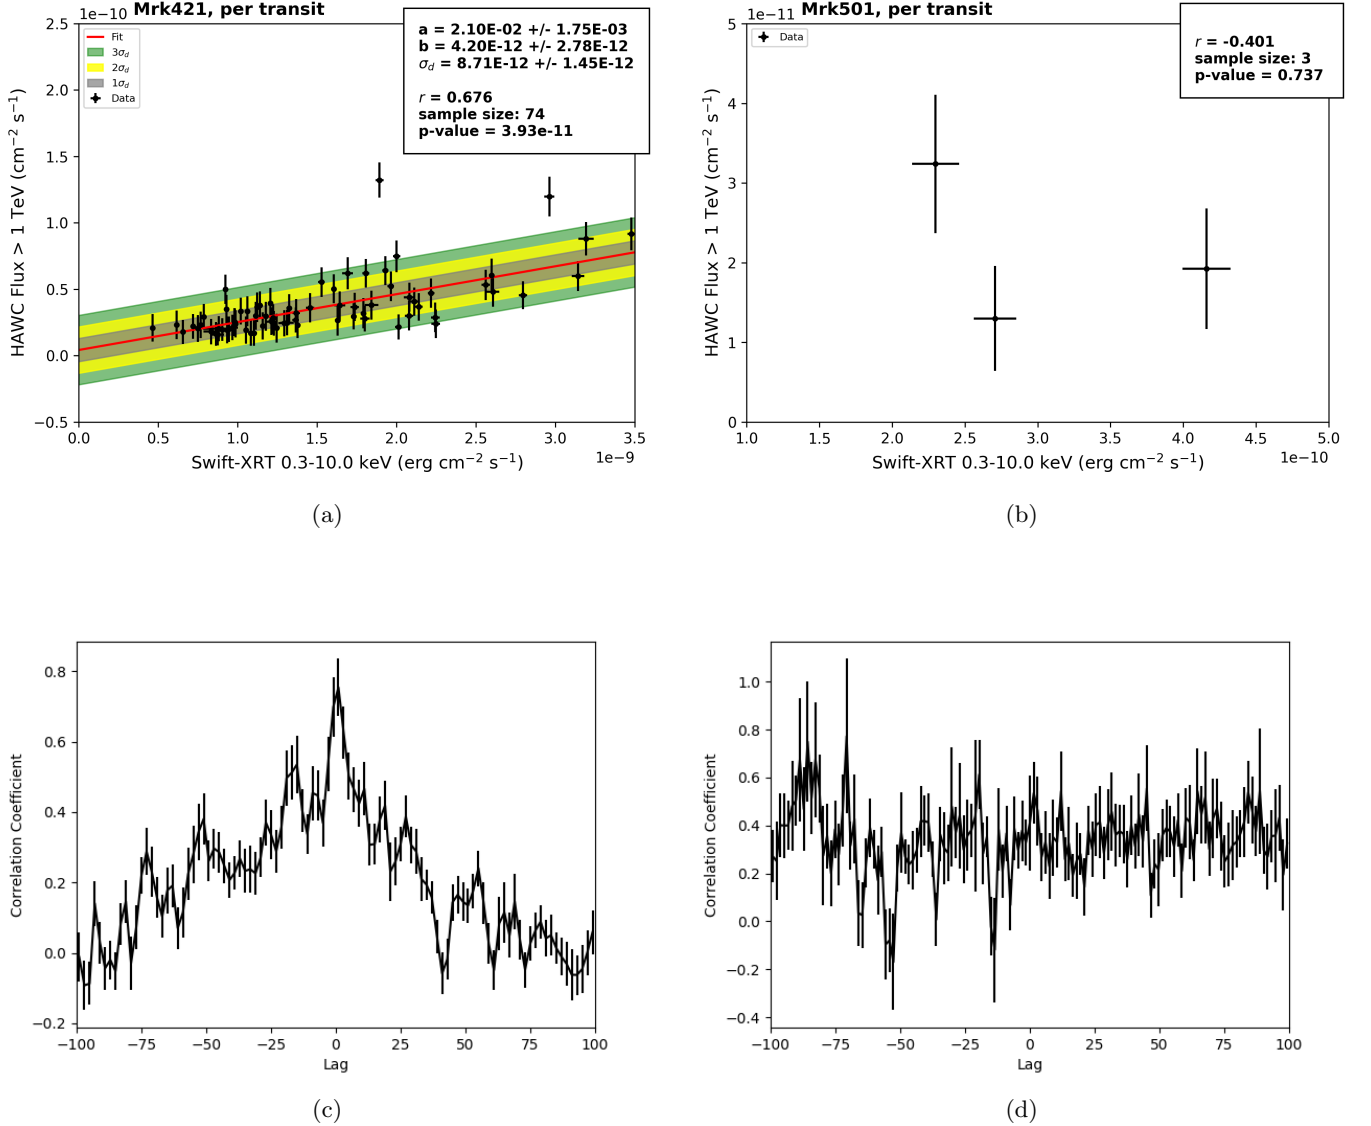 1e−10
Mrk421, per transit
a = 2.10E-02 +/- 1.75E-03
b = 4.20E-12 +/- 2.78E-12
σd = 8.71E-12 +/- 1.45E-12
r = 0.676
sample size: 74
p-value = 3.93e-11
Fit
3σd
2σd
1σd
Data
HAWC Flux > 1 TeV (cm−2 s−1)
2.5
2.0
1.5
1.0
0.5
0.0
−0.5
0.0 0.5 1.0 1.5 2.0 2.5 3.0 3.5
Swift-XRT 0.3-10.0 keV (erg cm−2 s−1)
1e−9
(a)
1e−11
Mrk501, per transit
r = -0.401
sample size: 3
p-value = 0.737
Data
HAWC Flux > 1 TeV (cm−2 s−1)
5
4
3
2
1
0
1.0 1.5 2.0 2.5 3.0 3.5 4.0 4.5 5.0
Swift-XRT 0.3-10.0 keV (erg cm−2 s−1)
1e−10
(b)
Correlation Coefficient
0.8
0.6
0.4
0.2
0.0
−0.2
−100 −75 −50 −25 0 25 50 75 100
Lag
(c)
Correlation Coefficient
1.0
0.8
0.6
0.4
0.2
0.0
−0.2
−0.4
−100 −75 −50 −25 0 25 50 75 100
Lag
(d)